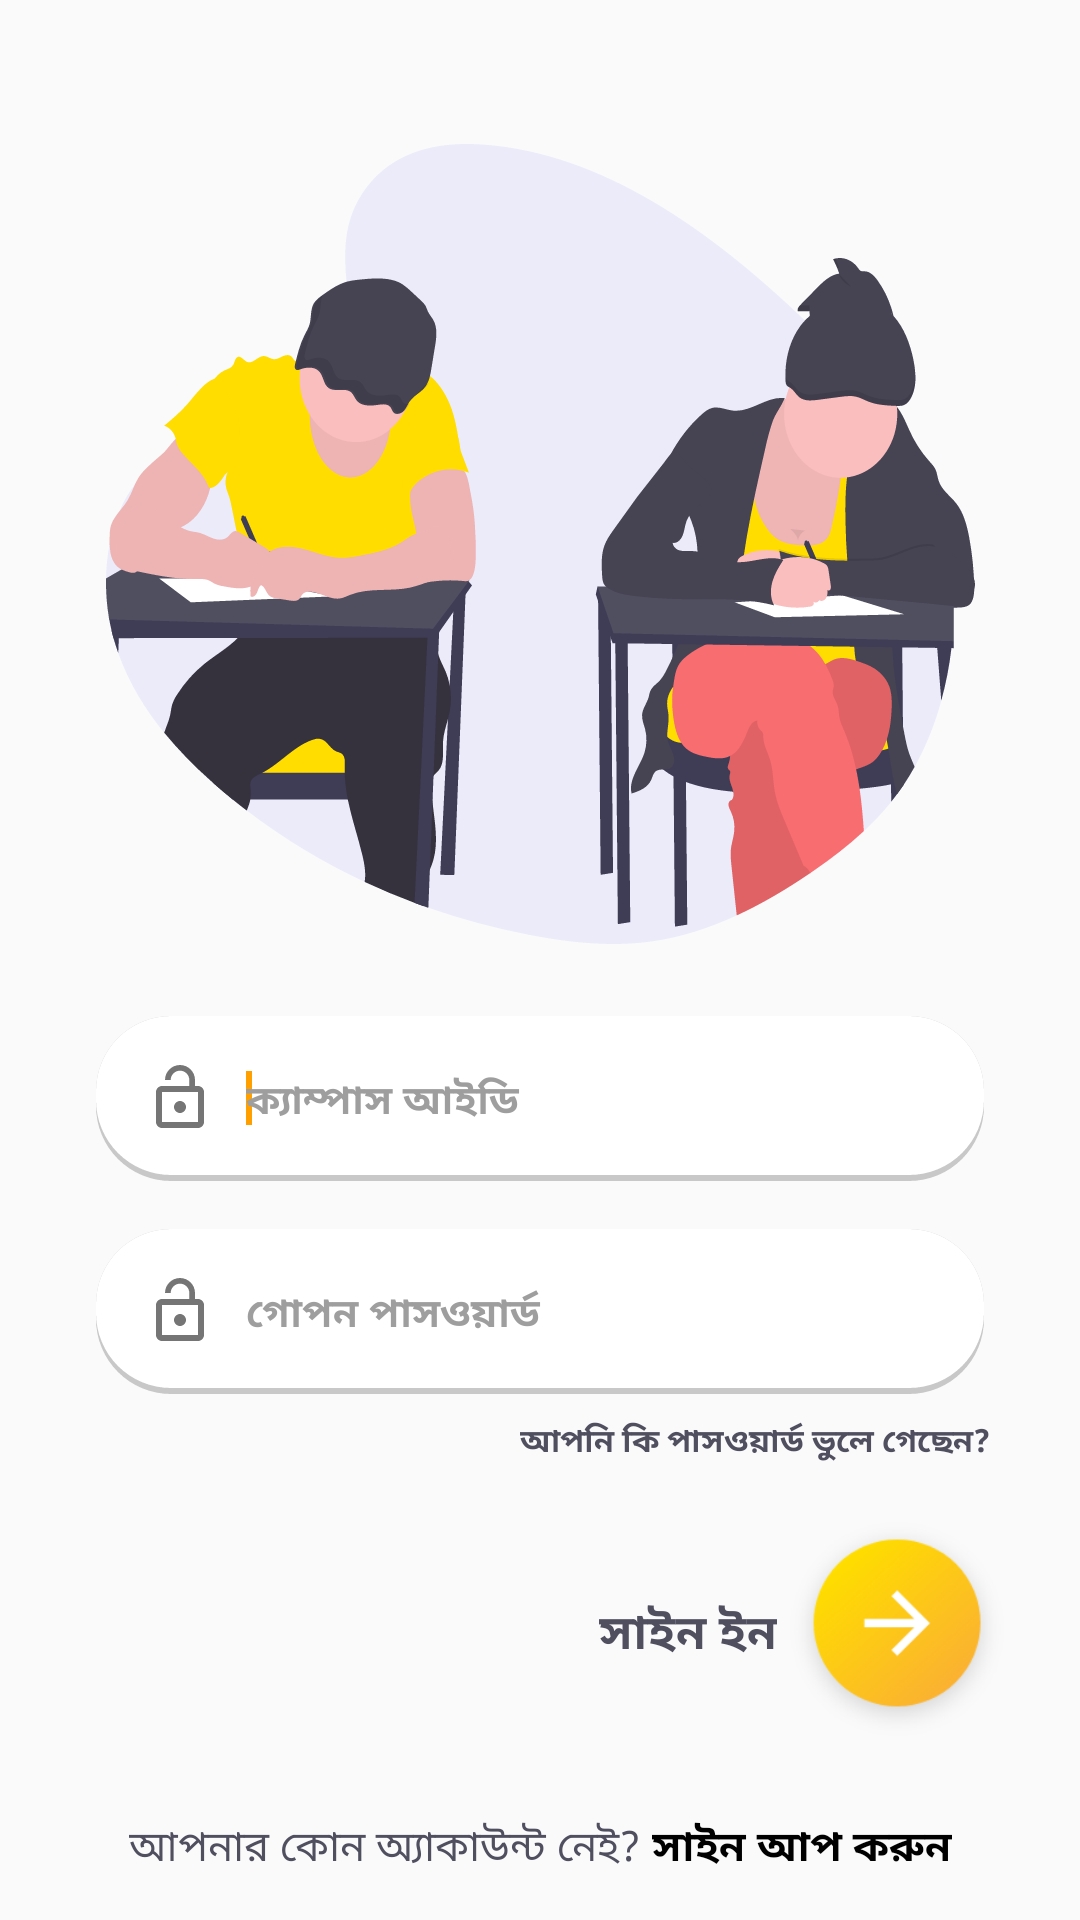 ক্যাম্পাস আইডি
গোপন পাসওয়ার্ড
আপনি কি পাসওয়ার্ড ভুলে গেছেন?
সাইন ইন
আপনার কোন অ্যাকাউন্ট নেই? সাইন আপ করুন